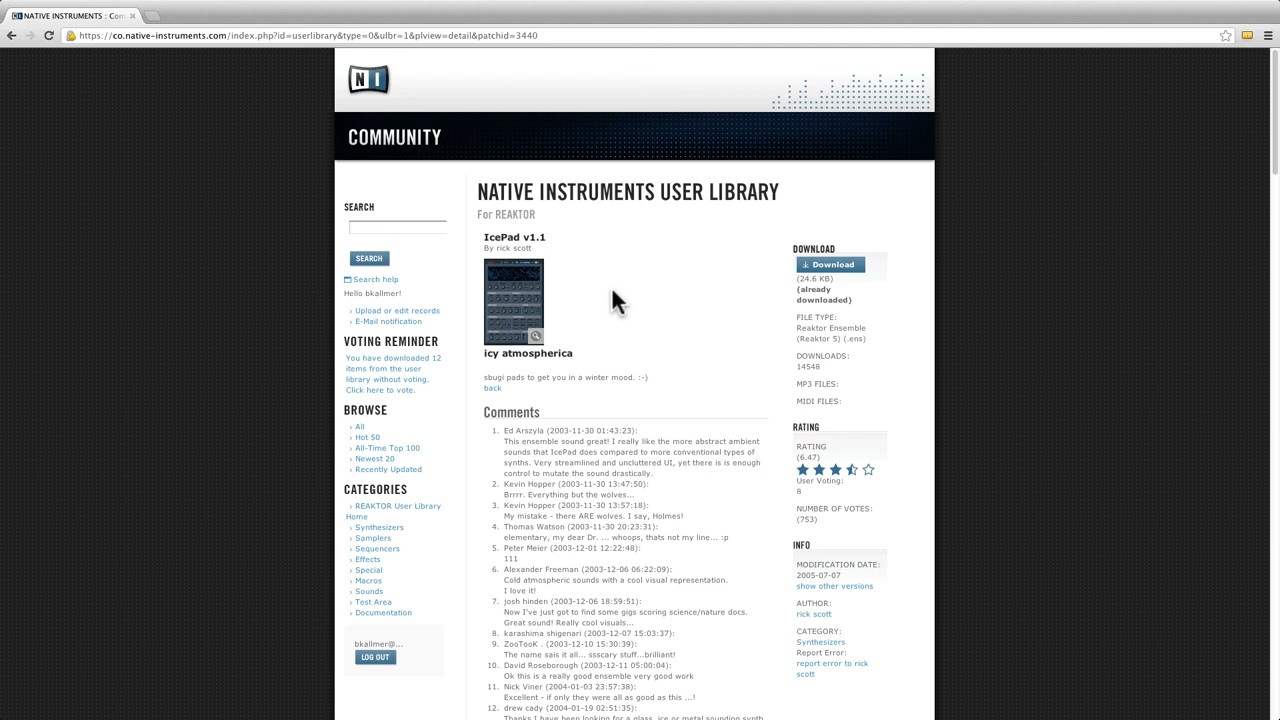 NATIVE INSTRUMENTS : Com
https://co.native-instruments.com/index.php?id=userlibrary&type=0&ulbr=1&plview=detail&patchid=3440
NI
COMMUNITY
SEARCH
SEARCH
Search help
Hello bkallmer!
› Upload or edit records
› E-Mail notification
VOTING REMINDER
You have downloaded 12
items from the user
library without voting.
Click here to vote.
BROWSE
› All
› Hot 50
› All-Time Top 100
› Newest 20
› Recently Updated
CATEGORIES
› REAKTOR User Library
Home
› Synthesizers
› Samplers
› Sequencers
› Effects
› Special
› Macros
› Sounds
› Test Area
› Documentation
bkallmer@...
LOG OUT
NATIVE INSTRUMENTS USER LIBRARY
For REAKTOR
IcePad v1.1
By rick scott
icy atmospherica
sbugi pads to get you in a winter mood. :-)
back
Comments
1. Ed Arszyla (2003-11-30 01:43:23):
This ensemble sound great! I really like the more abstract ambient
sounds that IcePad does compared to more conventional types of
synths. Very streamlined and uncluttered UI, yet there is is enough
control to mutate the sound drastically.
2. Kevin Hopper (2003-11-30 13:47:50):
Brrrr. Everything but the wolves...
3. Kevin Hopper (2003-11-30 13:57:18):
My mistake - there ARE wolves. I say, Holmes!
4. Thomas Watson (2003-11-30 20:23:31):
elementary, my dear Dr. ... whoops, thats not my line... :p
5. Peter Meier (2003-12-01 12:22:48):
111
6. Alexander Freeman (2003-12-06 06:22:09):
Cold atmospheric sounds with a cool visual representation.
I love it!
7. josh hinden (2003-12-06 18:59:51):
Now I've just got to find some gigs scoring science/nature docs.
Great sound! Really cool visuals...
8. karashima shigenari (2003-12-07 15:03:37):
9. ZooTooK . (2003-12-10 15:30:39):
The name sais it all... ssscary stuff...brilliant!
10. David Roseborough (2003-12-11 05:00:04):
Ok this is a really good ensemble very good work
11. Nick Viner (2004-01-03 23:57:38):
Excellent - if only they were all as good as this ...!
12. drew cady (2004-01-19 02:51:35):
Thanks I have been looking for a glass, ice or metal sounding synth
DOWNLOAD
Download
(24.6 KB)
(already
downloaded)
FILE TYPE:
Reaktor Ensemble
(Reaktor 5) (.ens)
DOWNLOADS:
14548
MP3 FILES:
MIDI FILES:
RATING
RATING
(6.47)
User Voting:
8
NUMBER OF VOTES:
(753)
INFO
MODIFICATION DATE:
2005-07-07
show other versions
AUTHOR:
rick scott
CATEGORY:
Synthesizers
Report Error:
report error to rick
scott